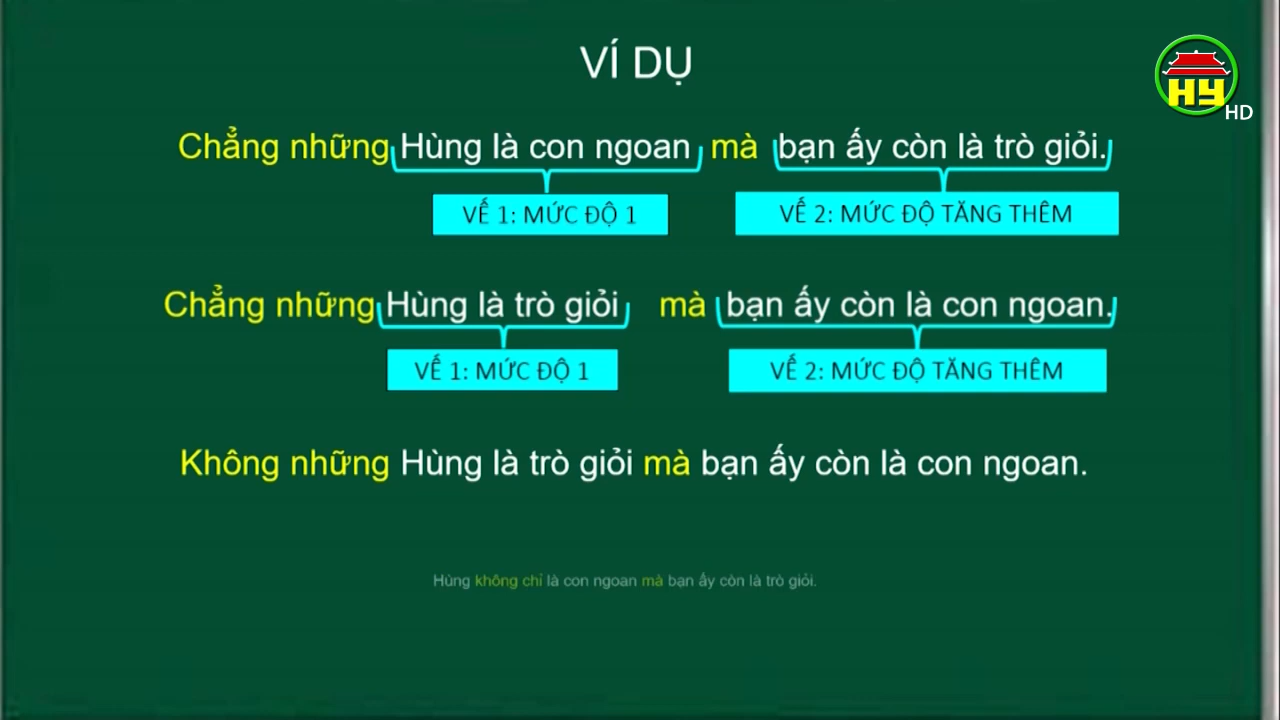 VÍ DỤ
HY
HD
Chẳng những Hùng là con ngoan mà bạn ấy còn là trò giỏi.
VẾ 1: MỨC ĐỘ 1 VẾ 2: MỨC ĐỘ TĂNG THÊM
Chẳng những Hùng là trò giỏi mà bạn ấy còn là con ngoan.
VẾ 1: MỨC ĐỘ 1 VẾ 2: MỨC ĐỘ TĂNG THÊM
Không những Hùng là trò giỏi mà bạn ấy còn là con ngoan.
Hùng không chỉ là con ngoan mà bạn ấy còn là trò giỏi.